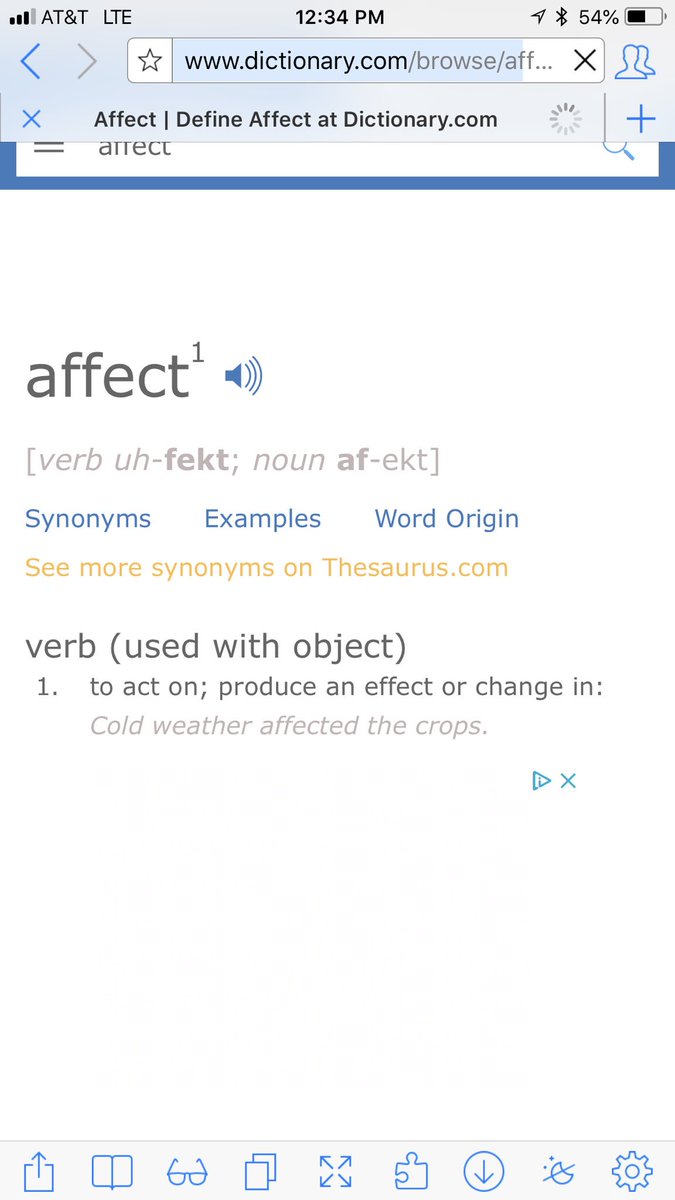 AT&T LTE 12:34 PM 54%
www.dictionary.com/browse/aff...
Affect | Define Affect at Dictionary.com
affect
affect1
[verb uh-fekt; noun af-ekt]
Synonyms Examples Word Origin
See more synonyms on Thesaurus.com
verb (used with object)
1. to act on; produce an effect or change in:
Cold weather affected the crops.